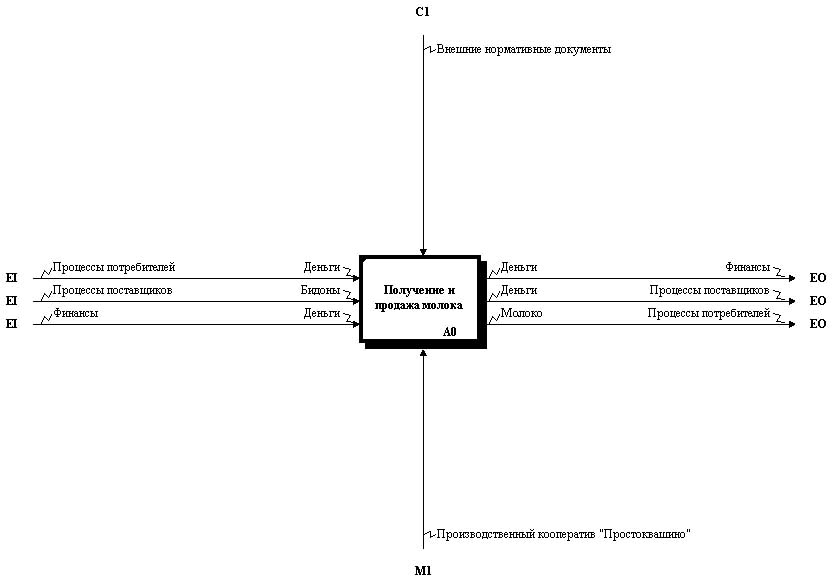 C1
Внешние нормативные документы
EI Процессы потребителей Деньги Деньги Финансы EO
EI Процессы поставщиков Бидоны Деньги Процессы поставщиков EO
EI Финансы Деньги Молоко Процессы потребителей EO
Получение и
продажа молока
A0
Производственный кооператив "Простоквашино"
M1